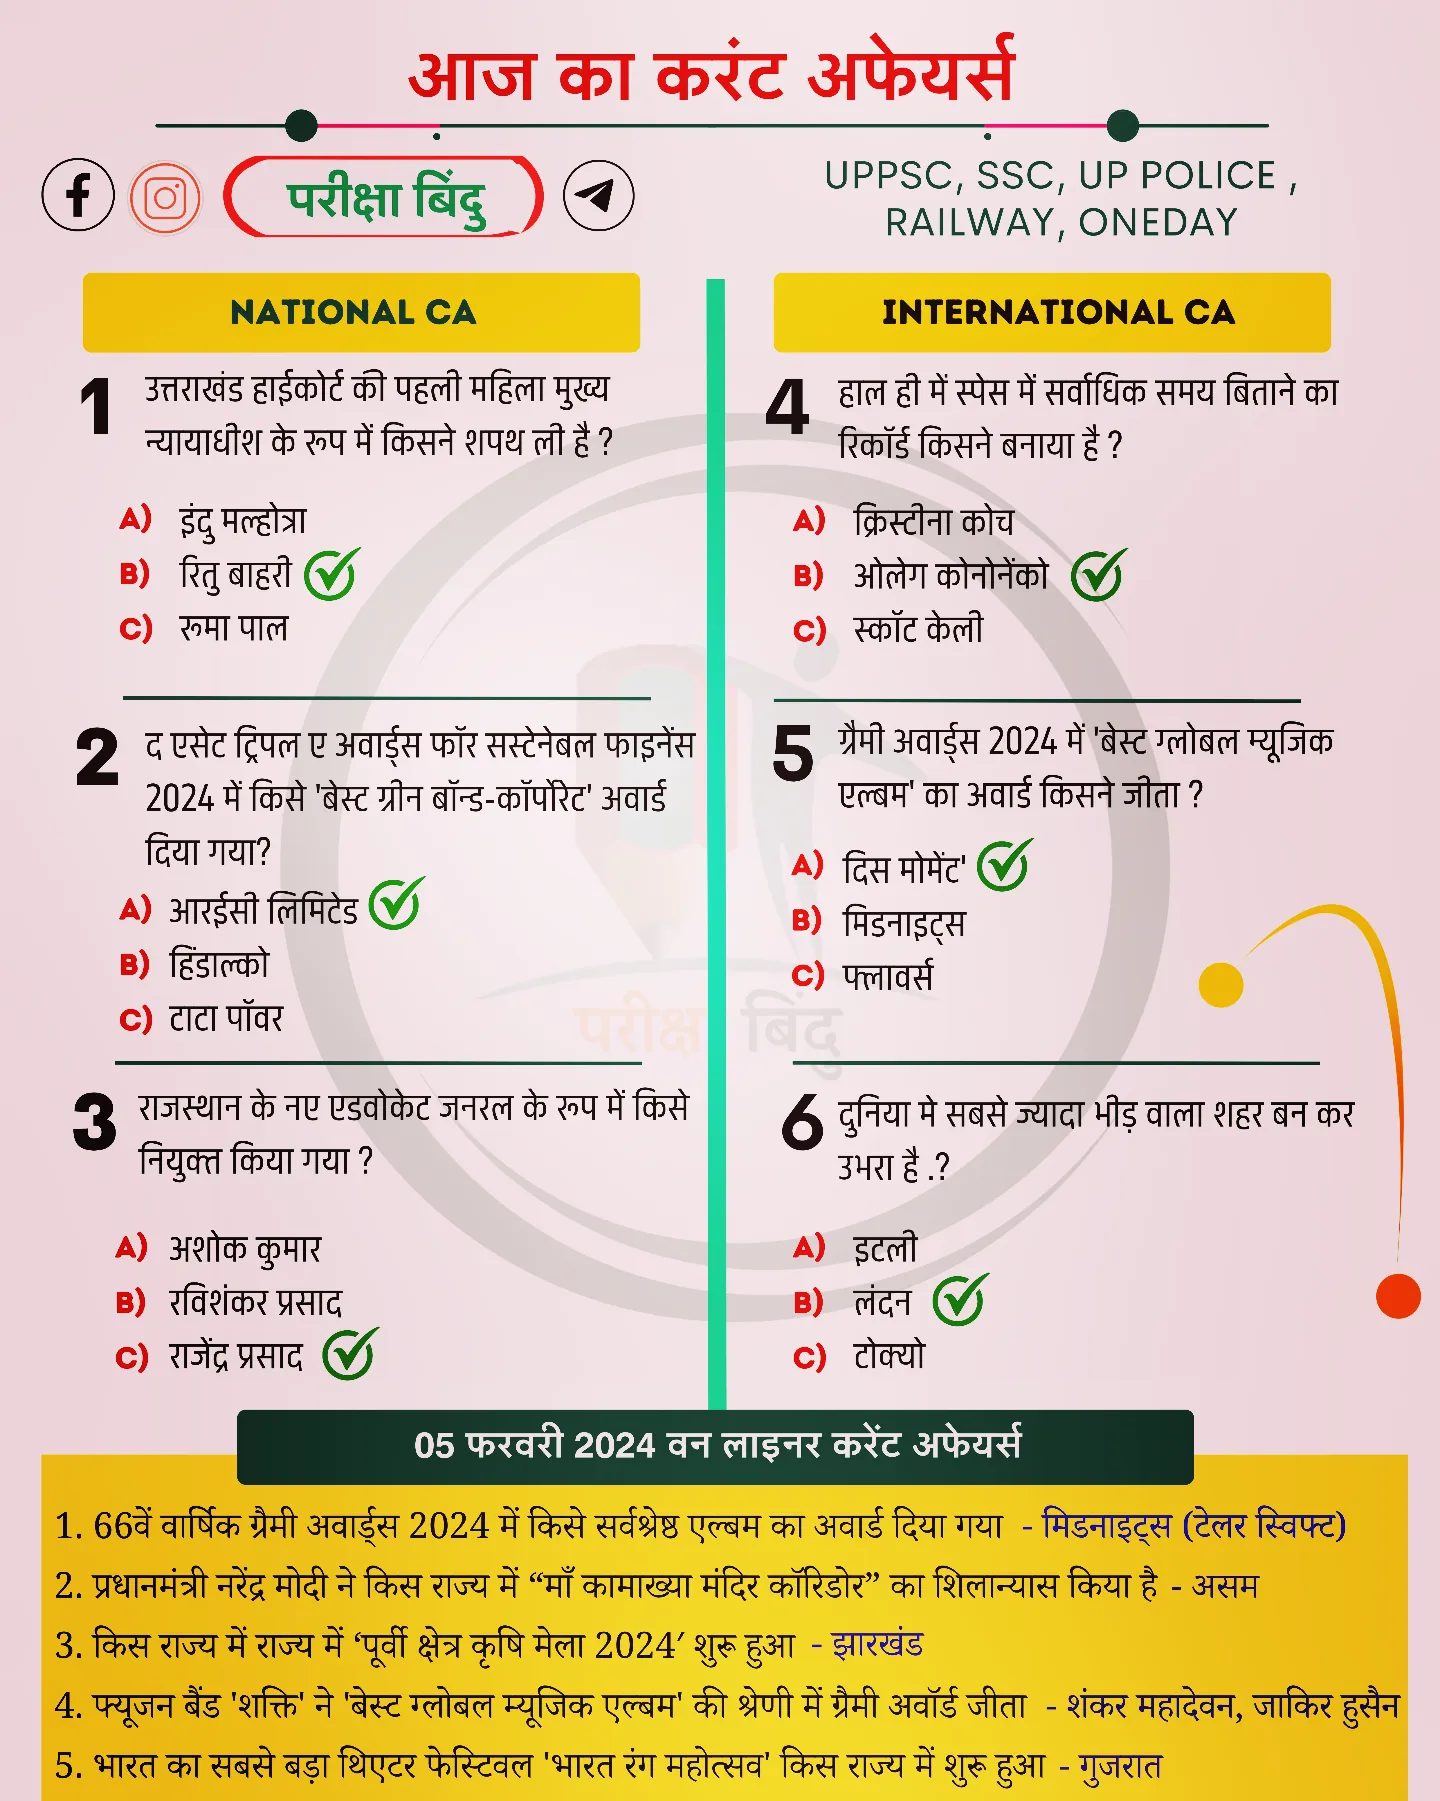 आज का करंट अफेयर्स
परीक्षा बिंदु
UPPSC, SSC, UP POLICE ,
RAILWAY, ONEDAY
NATIONAL CA
1 उत्तराखंड हाईकोर्ट की पहली महिला मुख्य
न्यायाधीश के रूप में किसने शपथ ली है ?
A) इंदु मल्होत्रा
B) रितु बाहरी
C) रूमा पाल
2 द एसेट ट्रिपल ए अवार्ड्स फॉर सस्टेनेबल फाइनेंस
2024 में किसे 'बेस्ट ग्रीन बॉन्ड-कॉर्पोरेट' अवार्ड
दिया गया?
A) आरईसी लिमिटेड
B) हिंडाल्को
C) टाटा पॉवर
3 राजस्थान के नए एडवोकेट जनरल के रूप में किसे
नियुक्त किया गया ?
A) अशोक कुमार
B) रविशंकर प्रसाद
C) राजेंद्र प्रसाद
INTERNATIONAL CA
4 हाल ही में स्पेस में सर्वाधिक समय बिताने का
रिकॉर्ड किसने बनाया है ?
A) क्रिस्टीना कोच
B) ओलेग कोनोनेंको
C) स्कॉट केली
5 ग्रैमी अवार्ड्स 2024 में 'बेस्ट ग्लोबल म्यूजिक
एल्बम' का अवार्ड किसने जीता ?
A) दिस मोमेंट'
B) मिडनाइट्स
C) फ्लावर्स
6 दुनिया मे सबसे ज्यादा भीड़ वाला शहर बन कर
उभरा है .?
A) इटली
B) लंदन
C) टोक्यो
परीक्षा बिंदु
05 फरवरी 2024 वन लाइनर करेंट अफेयर्स
1. 66वें वार्षिक ग्रैमी अवार्ड्स 2024 में किसे सर्वश्रेष्ठ एल्बम का अवार्ड दिया गया - मिडनाइट्स (टेलर स्विफ्ट)
2. प्रधानमंत्री नरेंद्र मोदी ने किस राज्य में “माँ कामाख्या मंदिर कॉरिडोर” का शिलान्यास किया है - असम
3. किस राज्य में राज्य में ‘पूर्वी क्षेत्र कृषि मेला 2024′ शुरू हुआ - झारखंड
4. फ्यूजन बैंड 'शक्ति' ने 'बेस्ट ग्लोबल म्यूजिक एल्बम' की श्रेणी में ग्रैमी अवॉर्ड जीता - शंकर महादेवन, जाकिर हुसैन
5. भारत का सबसे बड़ा थिएटर फेस्टिवल 'भारत रंग महोत्सव' किस राज्य में शुरू हुआ - गुजरात